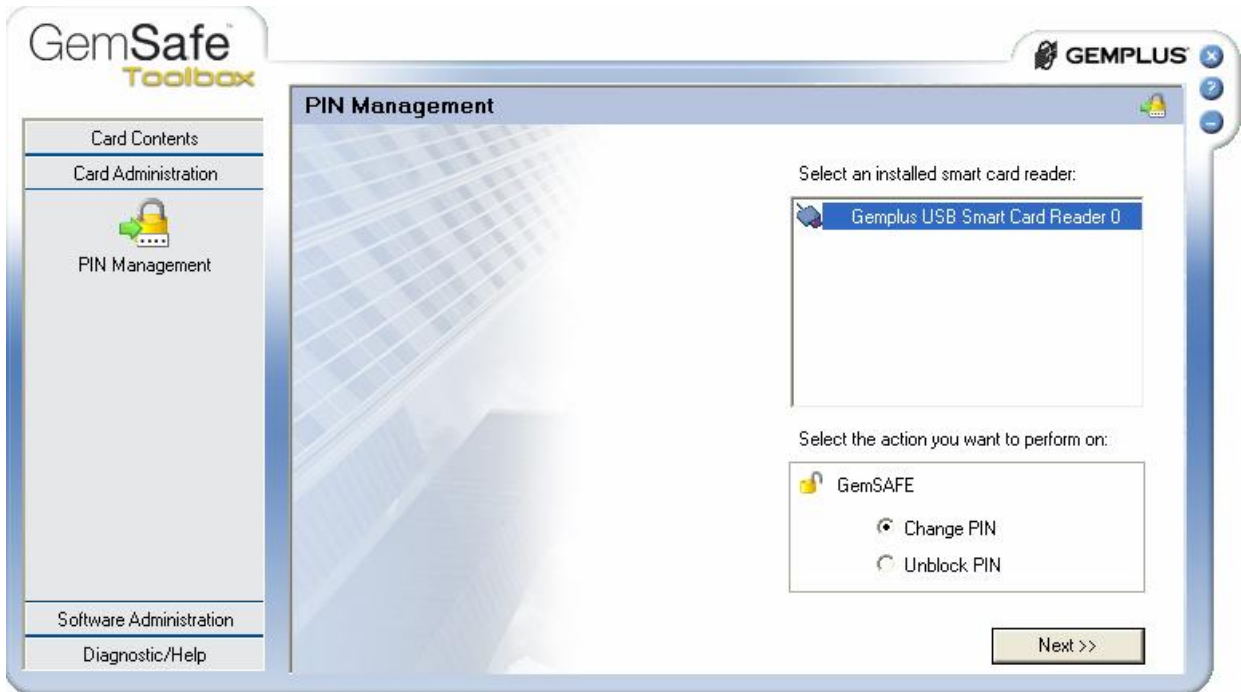 GemSafe
Toolbox
GEMPLUS
PIN Management
Card Contents
Card Administration
PIN Management
Software Administration
Diagnostic/Help
Select an installed smart card reader:
Gemplus USB Smart Card Reader 0
Select the action you want to perform on:
GemSAFE
Change PIN
Unblock PIN
Next >>